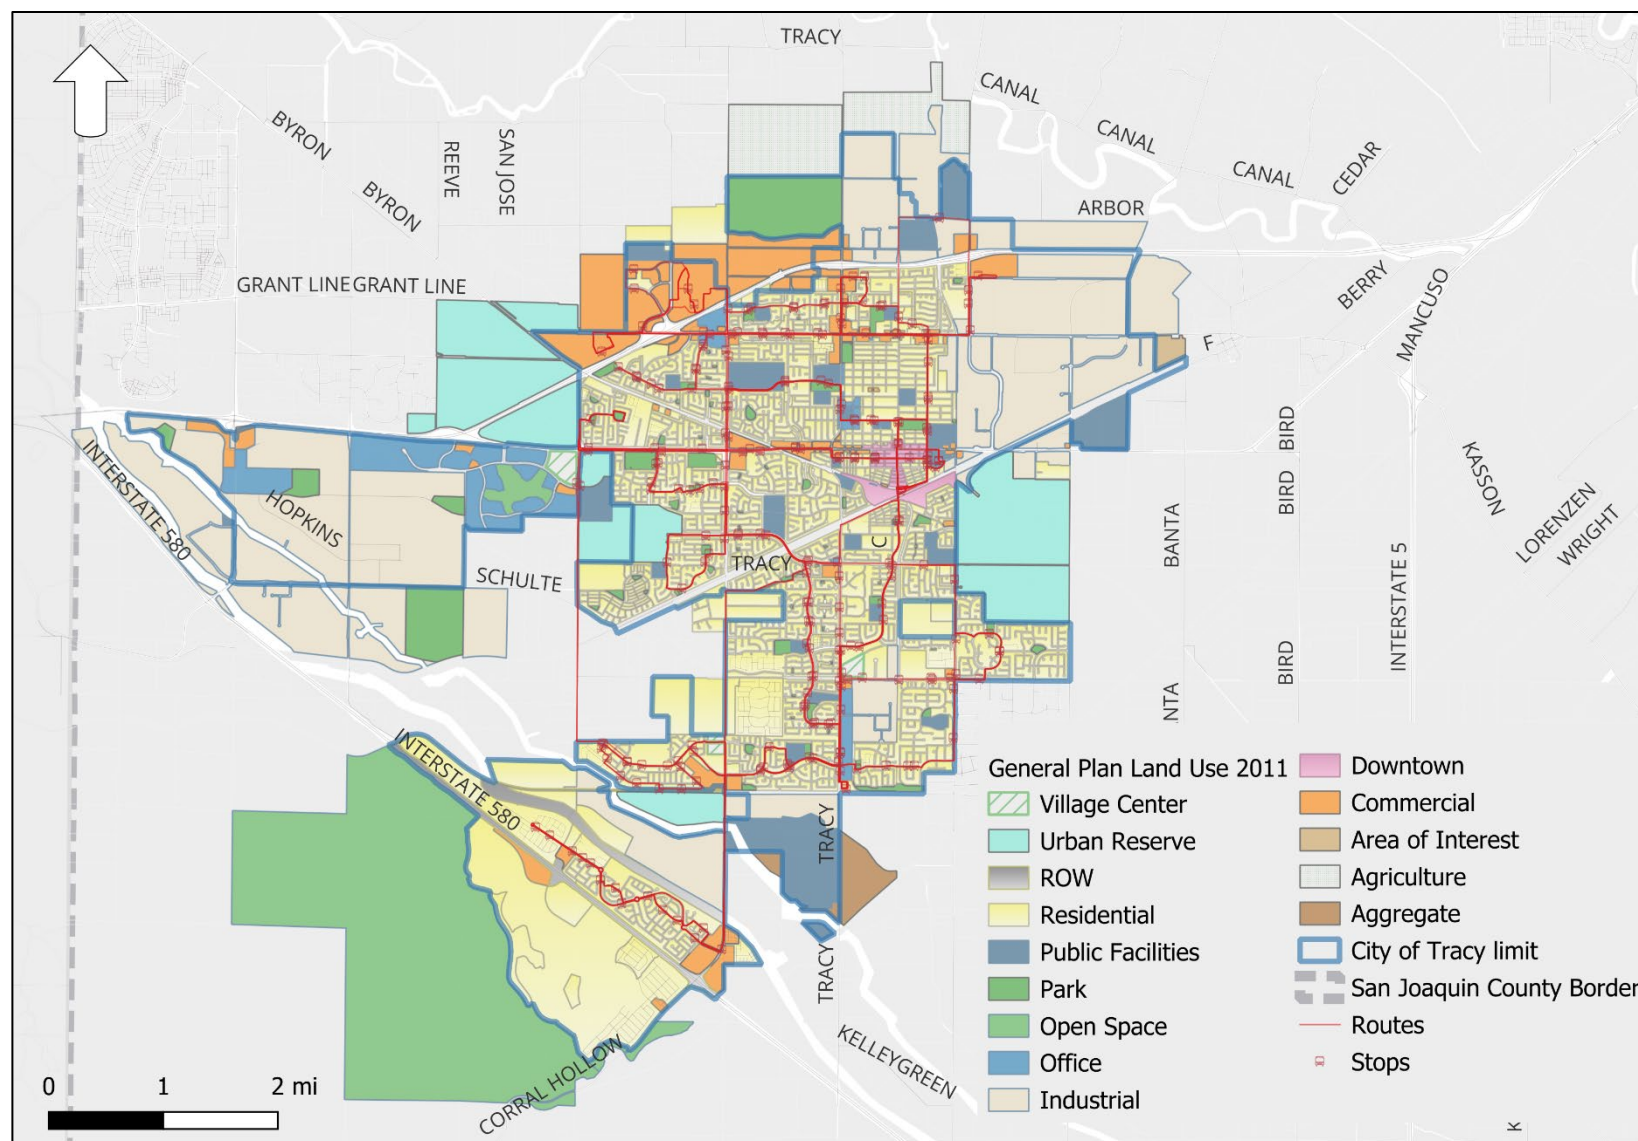 TRACY
CANAL
CANAL
CANAL
CEDAR
BYRON
REEVE
SAN JOSE
BYRON
ARBOR
GRANT LINE GRANT LINE
BERRY
MANCUSO
F
BIRD
KASSON
INTERSTATE 580
HOPKINS
BIRD
LORENZEN
WRIGHT
BANTA
C
TRACY
SCHULTE
INTERSTATE 5
BIRD
NTA
INTERSTATE 580
TRACY
TRACY
KELLEYGREEN
CORRAL HOLLOW
0 1 2 mi
General Plan Land Use 2011
Village Center
Urban Reserve
ROW
Residential
Public Facilities
Park
Open Space
Office
Industrial
Downtown
Commercial
Area of Interest
Agriculture
Aggregate
City of Tracy limit
San Joaquin County Border
Routes
Stops
K